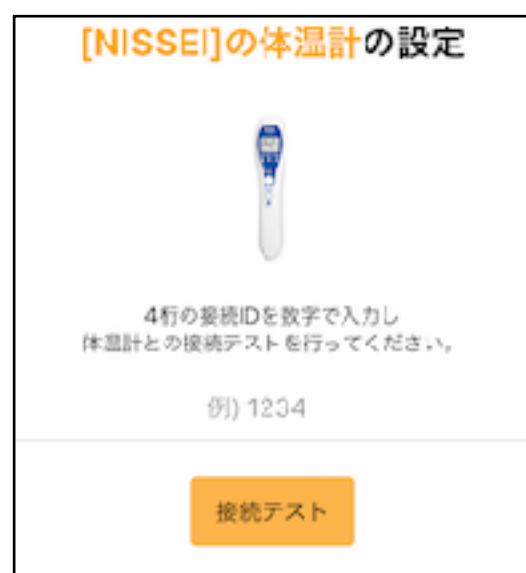 [NISSEI]の体温計の設定
4桁の接続IDを数字で入力し
体温計との接続テストを行ってください。
例) 1234
接続テスト